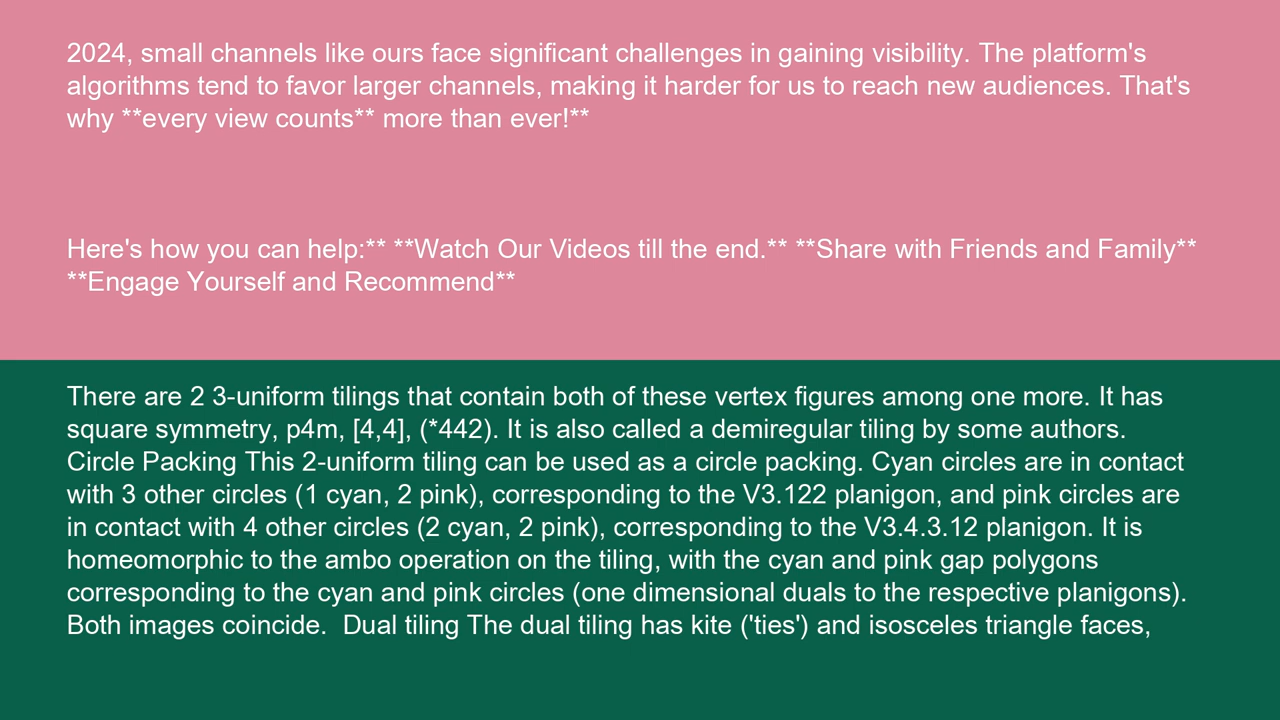 2024, small channels like ours face significant challenges in gaining visibility. The platform's
algorithms tend to favor larger channels, making it harder for us to reach new audiences. That's
why **every view counts** more than ever!**
Here's how you can help:** **Watch Our Videos till the end.** **Share with Friends and Family**
**Engage Yourself and Recommend**
There are 2 3-uniform tilings that contain both of these vertex figures among one more. It has
square symmetry, p4m, [4,4], (*442). It is also called a demiregular tiling by some authors.
Circle Packing This 2-uniform tiling can be used as a circle packing. Cyan circles are in contact
with 3 other circles (1 cyan, 2 pink), corresponding to the V3.122 planigon, and pink circles are
in contact with 4 other circles (2 cyan, 2 pink), corresponding to the V3.4.3.12 planigon. It is
homeomorphic to the ambo operation on the tiling, with the cyan and pink gap polygons
corresponding to the cyan and pink circles (one dimensional duals to the respective planigons).
Both images coincide.  Dual tiling The dual tiling has kite ('ties') and isosceles triangle faces,